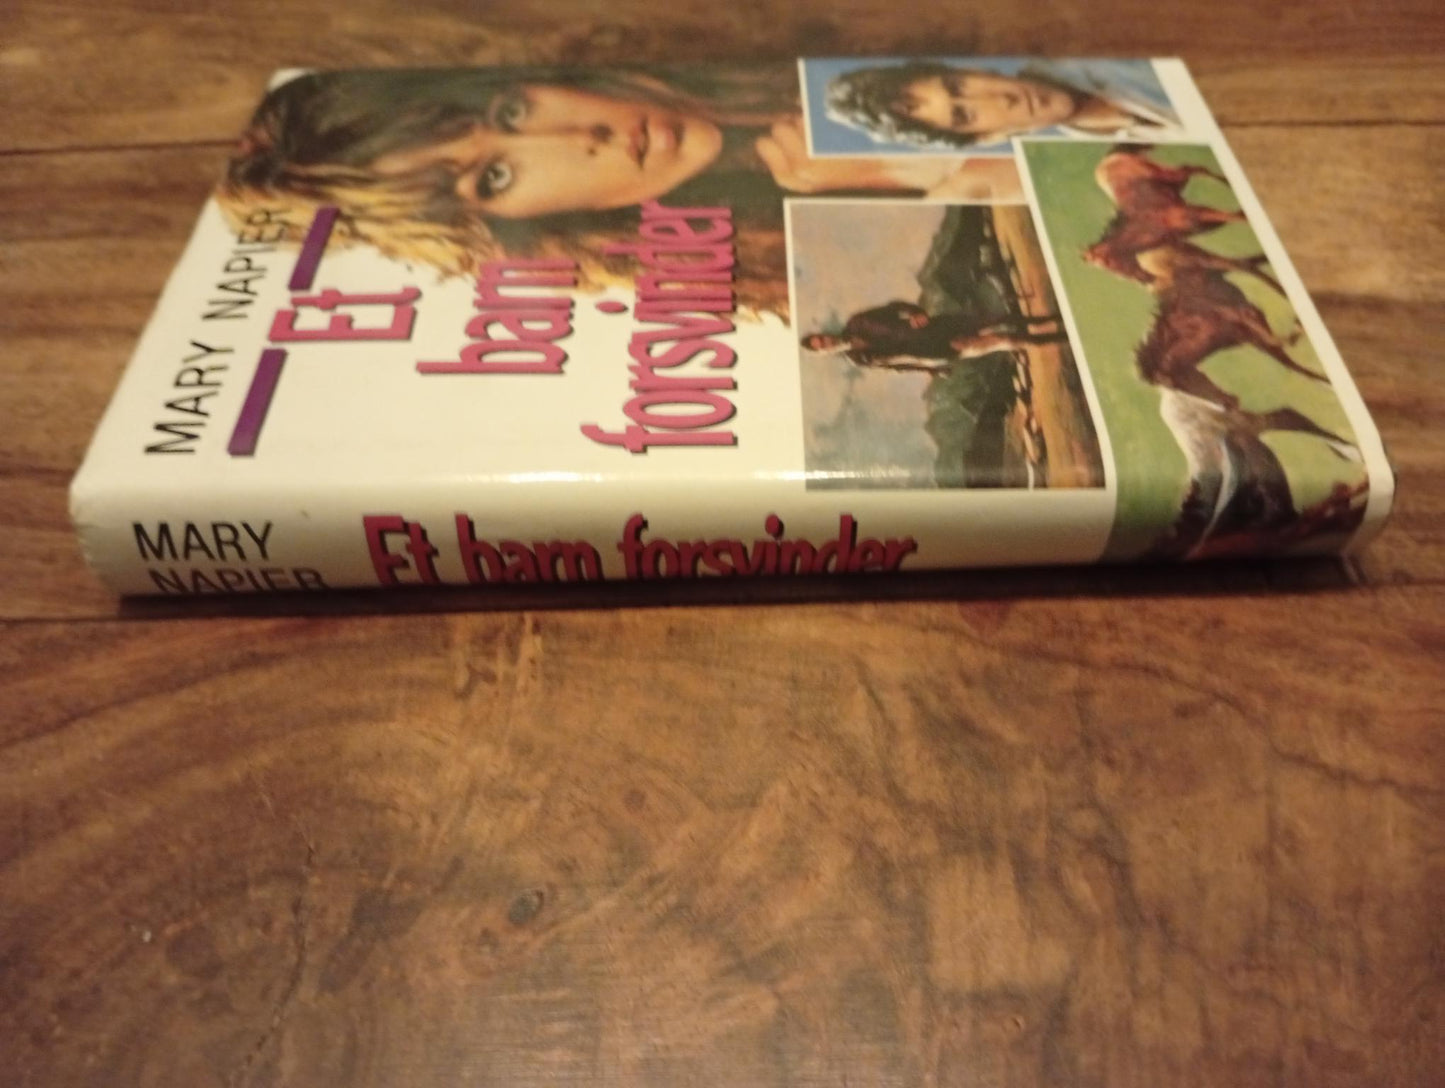 MARY NAPIER
Et
barn
forsvinder
MARY
NAPIER
Et barn forsvinder